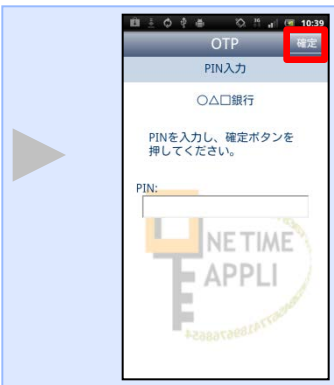 10:39
OTP
確定
PIN入力
○△□銀行
PINを入力し、確定ボタンを
押してください。
PIN:
NE TIME
APPLI